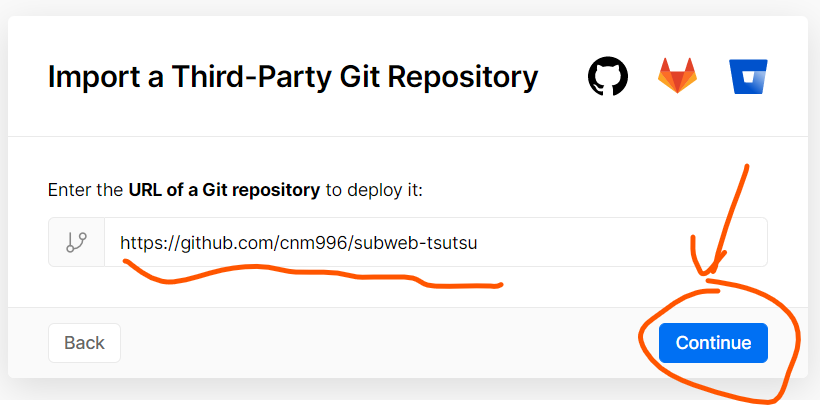 Import a Third-Party Git Repository
Enter the URL of a Git repository to deploy it:
https://github.com/cnm996/subweb-tsutsu
Back
Continue